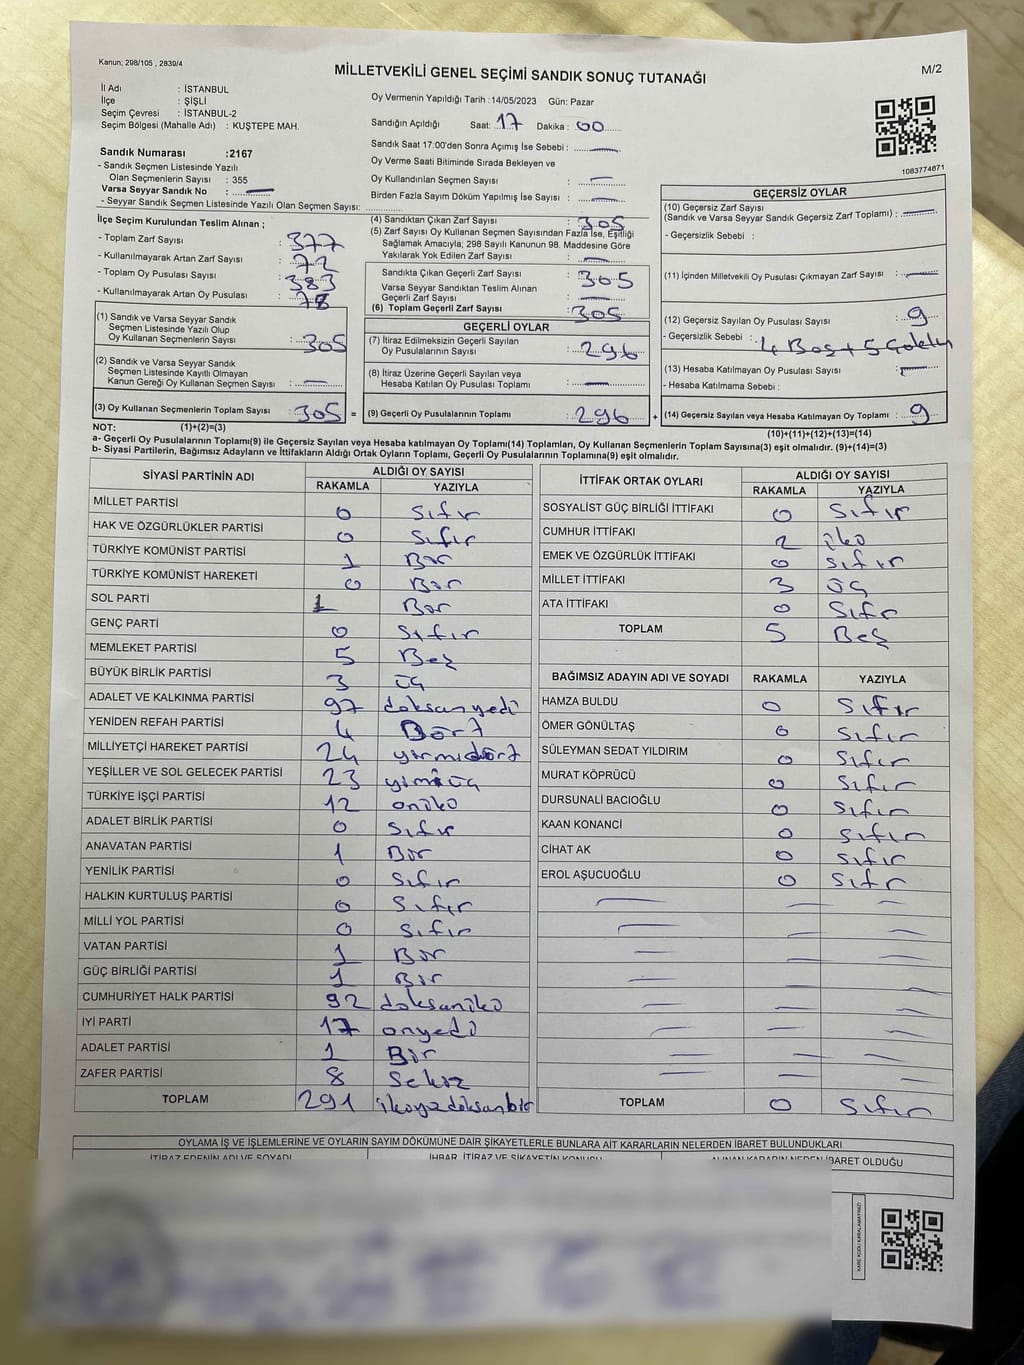 Kanun; 298/105 , 2839/4
MİLLETVEKİLİ GENEL SEÇİMİ SANDIK SONUÇ TUTANAĞI
M/2
İl Adı : İSTANBUL
İlçe : ŞİŞLİ
Seçim Çevresi : İSTANBUL-2
Seçim Bölgesi (Mahalle Adı) : KUŞTEPE MAH.
Oy Vermenin Yapıldığı Tarih : 14/05/2023 Gün: Pazar
Sandığın Açıldığı Saat: 17 Dakika : 00
Sandık Saat 17:00'den Sonra Açımış İse Sebebi : —
Oy Verme Saati Bitiminde Sırada Bekleyen ve
Oy Kullandırılan Seçmen Sayısı : —
Birden Fazla Sayım Döküm Yapılmış İse Sayısı : —
1083774671
Sandık Numarası : 2167
- Sandık Seçmen Listesinde Yazılı
Olan Seçmenlerin Sayısı : 355
Varsa Seyyar Sandık No : —
- Seyyar Sandık Seçmen Listesinde Yazılı Olan Seçmen Sayısı:
İlçe Seçim Kurulundan Teslim Alınan ;
- Toplam Zarf Sayısı : 377
- Kullanılmayarak Artan Zarf Sayısı : 72
- Toplam Oy Pusulası Sayısı : 383
- Kullanılmayarak Artan Oy Pusulası : 78
(4) Sandıktan Çıkan Zarf Sayısı : 305
(5) Zarf Sayısı Oy Kullanan Seçmen Sayısından Fazla İse, Eşitliği
Sağlamak Amacıyla; 298 Sayılı Kanunun 98. Maddesine Göre
Yakılarak Yok Edilen Zarf Sayısı : —
Sandıkta Çıkan Geçerli Zarf Sayısı : 305
Varsa Seyyar Sandıktan Teslim Alınan
Geçerli Zarf Sayısı : —
(6) Toplam Geçerli Zarf Sayısı : 305
GEÇERSİZ OYLAR
(10) Geçersiz Zarf Sayısı
(Sandık ve Varsa Seyyar Sandık Geçersiz Zarf Toplamı) : —
- Geçersizlik Sebebi :
(11) İçinden Milletvekili Oy Pusulası Çıkmayan Zarf Sayısı : —
(12) Geçersiz Sayılan Oy Pusulası Sayısı : 9
- Geçersizlik Sebebi : 4 Boş + 5
(13) Hesaba Katılmayan Oy Pusulası Sayısı : —
- Hesaba Katılmama Sebebi :
(14) Geçersiz Sayılan veya Hesaba Katılmayan Oy Toplamı : 9
(10)+(11)+(12)+(13)=(14)
(1) Sandık ve Varsa Seyyar Sandık
Seçmen Listesinde Yazılı Olup
Oy Kullanan Seçmenlerin Sayısı : 305
(2) Sandık ve Varsa Seyyar Sandık
Seçmen Listesinde Kayıtlı Olmayan
Kanun Gereği Oy Kullanan Seçmen Sayısı : —
(3) Oy Kullanan Seçmenlerin Toplam Sayısı : 305 =
(1)+(2)=(3)
GEÇERLİ OYLAR
(7) İtiraz Edilmeksizin Geçerli Sayılan
Oy Pusulalarının Sayısı : 296
(8) İtiraz Üzerine Geçerli Sayılan veya
Hesaba Katılan Oy Pusulası Toplamı : —
(9) Geçerli Oy Pusulalarının Toplamı : 296 +
NOT:
a- Geçerli Oy Pusulalarının Toplamı(9) ile Geçersiz Sayılan veya Hesaba katılmayan Oy Toplamı(14) Toplamları, Oy Kullanan Seçmenlerin Toplam Sayısına(3) eşit olmalıdır. (9)+(14)=(3)
b- Siyasi Partilerin, Bağımsız Adayların ve İttifakların Aldığı Ortak Oyların Toplamı, Geçerli Oy Pusulalarının Toplamına(9) eşit olmalıdır.
SİYASİ PARTİNİN ADI ALDIĞI OY SAYISI
RAKAMLA YAZIYLA
MİLLET PARTİSİ 0 Sıfır
HAK VE ÖZGÜRLÜKLER PARTİSİ 0 Sıfır
TÜRKİYE KOMÜNİST PARTİSİ 1 Bir
TÜRKİYE KOMÜNİST HAREKETİ 0 Bir
SOL PARTİ 1 Bir
GENÇ PARTİ 0 Sıfır
MEMLEKET PARTİSİ 5 Beş
BÜYÜK BİRLİK PARTİSİ 3 üç
ADALET VE KALKINMA PARTİSİ 97 doksanyedi
YENİDEN REFAH PARTİSİ 4 Dört
MİLLİYETÇİ HAREKET PARTİSİ 24 yirmidört
YEŞİLLER VE SOL GELECEK PARTİSİ 23 yirmiüç
TÜRKİYE İŞÇİ PARTİSİ 12 oniki
ADALET BİRLİK PARTİSİ 0 Sıfır
ANAVATAN PARTİSİ 1 Bir
YENİLİK PARTİSİ 0 Sıfır
HALKIN KURTULUŞ PARTİSİ 0 Sıfır
MİLLİ YOL PARTİSİ 0 Sıfır
VATAN PARTİSİ 1 Bir
GÜÇ BİRLİĞİ PARTİSİ 1 Bir
CUMHURİYET HALK PARTİSİ 92 doksaniki
İYİ PARTİ 17 onyedi
ADALET PARTİSİ 1 Bir
ZAFER PARTİSİ 8 Sekiz
TOPLAM 291 ikiyüzdoksanbir
İTTİFAK ORTAK OYLARI ALDIĞI OY SAYISI
RAKAMLA YAZIYLA
SOSYALİST GÜÇ BİRLİĞİ İTTİFAKI 0 Sıfır
CUMHUR İTTİFAKI 2 iki
EMEK VE ÖZGÜRLÜK İTTİFAKI 0 Sıfır
MİLLET İTTİFAKI 3 üç
ATA İTTİFAKI 0 Sıfır
TOPLAM 5 Beş
BAĞIMSIZ ADAYIN ADI VE SOYADI RAKAMLA YAZIYLA
HAMZA BULDU 0 Sıfır
ÖMER GÖNÜLTAŞ 0 Sıfır
SÜLEYMAN SEDAT YILDIRIM 0 Sıfır
MURAT KÖPRÜCÜ 0 Sıfır
DURSUNALİ BACIOĞLU 0 Sıfır
KAAN KONANCİ 0 Sıfır
CİHAT AK 0 Sıfır
EROL AŞUCUOĞLU 0 Sıfır
TOPLAM 0 Sıfır
OYLAMA İŞ VE İŞLEMLERİNE VE OYLARIN SAYIM DÖKÜMÜNE DAİR ŞİKAYETLERLE BUNLARA AİT KARARLARIN NELERDEN İBARET BULUNDUKLARI
İTİRAZ EDENİN ADI VE SOYADI İHBAR, İTİRAZ VE ŞİKAYETİN KONUSU ALINAN KARARIN NEDEN İBARET OLDUĞU
KARE KODU KARALAMAYINIZ!